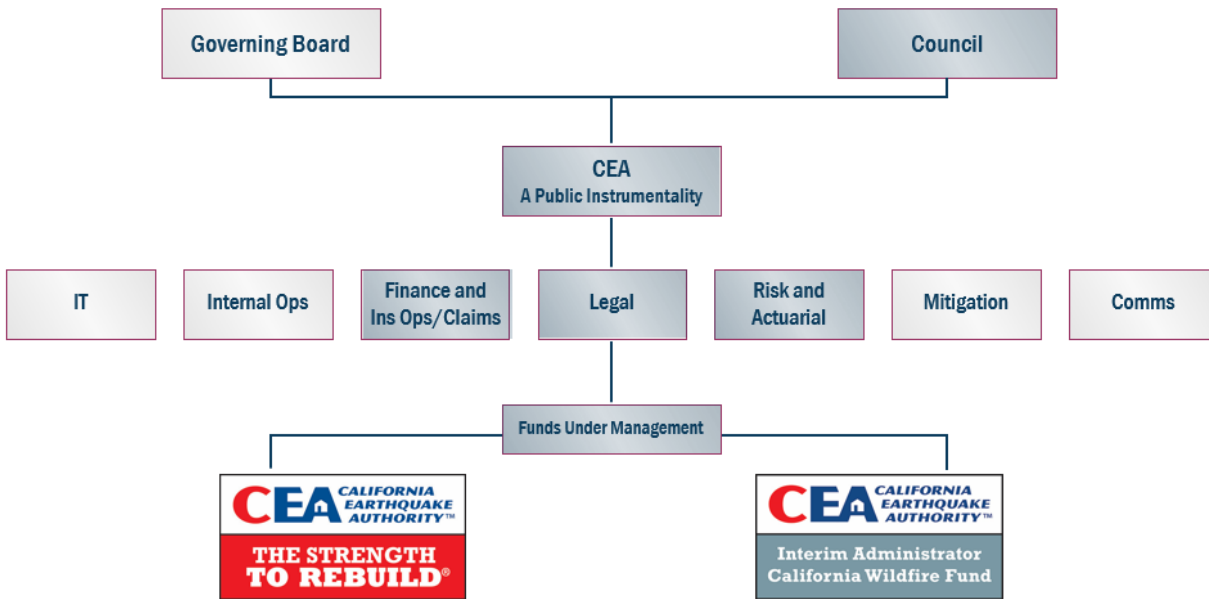 Governing Board
Council
CEA
A Public Instrumentality
IT
Internal Ops
Finance and
Ins Ops/Claims
Legal
Risk and
Actuarial
Mitigation
Comms
Funds Under Management
CEA CALIFORNIA
EARTHQUAKE
AUTHORITY™
THE STRENGTH
TO REBUILD®
CEA CALIFORNIA
EARTHQUAKE
AUTHORITY™
Interim Administrator
California Wildfire Fund